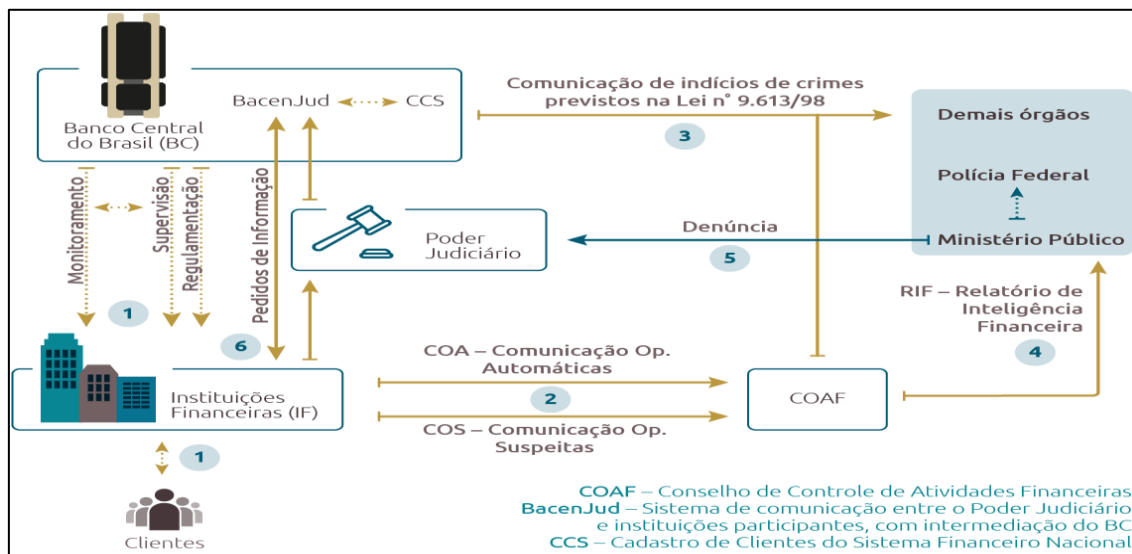 BacenJud
CCS
Banco Central
do Brasil (BC)
Comunicação de indícios de crimes
previstos na Lei n° 9.613/98
3
Demais órgãos
Polícia Federal
Ministério Público
Monitoramento
Supervisão
Regulamentação
Pedidos de Informação
Poder
Judiciário
Denúncia
5
RIF – Relatório de
Inteligência
Financeira
4
1
6
COA – Comunicação Op.
Automáticas
2
COS – Comunicação Op.
Suspeitas
COAF
Instituições
Financeiras (IF)
1
Clientes
COAF – Conselho de Controle de Atividades Financeiras
BacenJud – Sistema de comunicação entre o Poder Judiciário
e instituições participantes, com intermediação do BC
CCS – Cadastro de Clientes do Sistema Financeiro Nacional